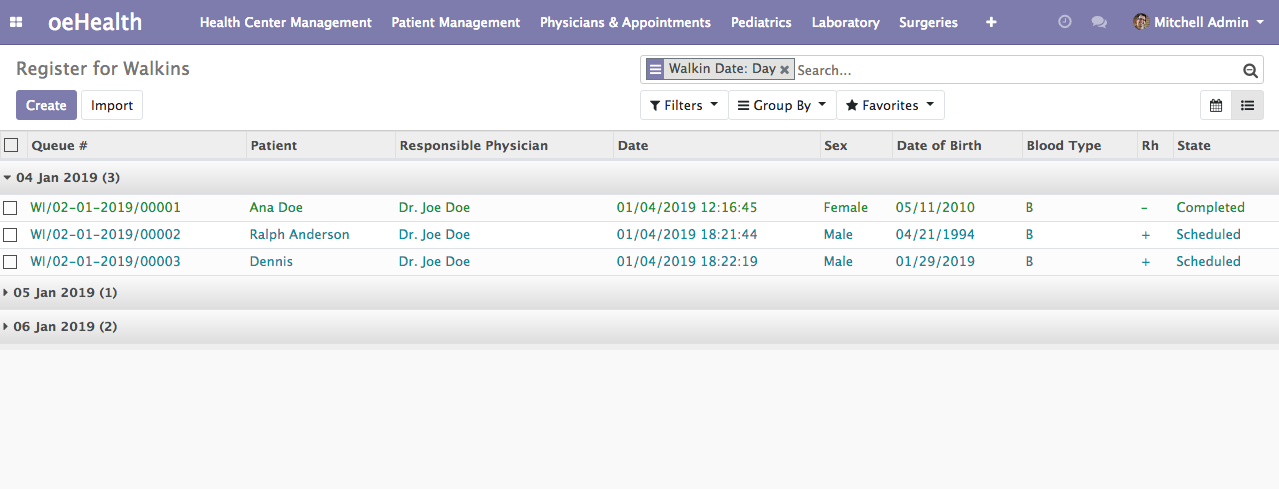 oeHealth Health Center Management Patient Management Physicians & Appointments Pediatrics Laboratory Surgeries + Mitchell Admin
Register for Walkins Walkin Date: Day Search...
Create Import Filters Group By Favorites
Queue # Patient Responsible Physician Date Sex Date of Birth Blood Type Rh State
04 Jan 2019 (3)
WI/02-01-2019/00001 Ana Doe Dr. Joe Doe 01/04/2019 12:16:45 Female 05/11/2010 B - Completed
WI/02-01-2019/00002 Ralph Anderson Dr. Joe Doe 01/04/2019 18:21:44 Male 04/21/1994 B + Scheduled
WI/02-01-2019/00003 Dennis Dr. Joe Doe 01/04/2019 18:22:19 Male 01/29/2019 B + Scheduled
05 Jan 2019 (1)
06 Jan 2019 (2)